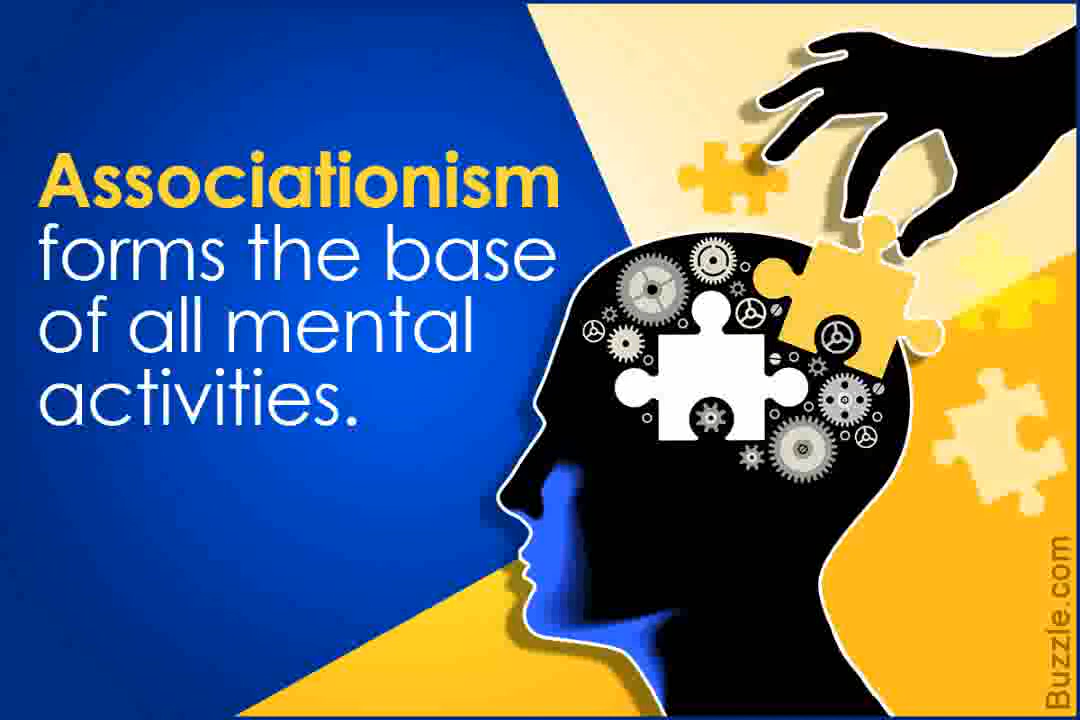 Associationism
forms the base
of all mental
activities.
Buzzle.com